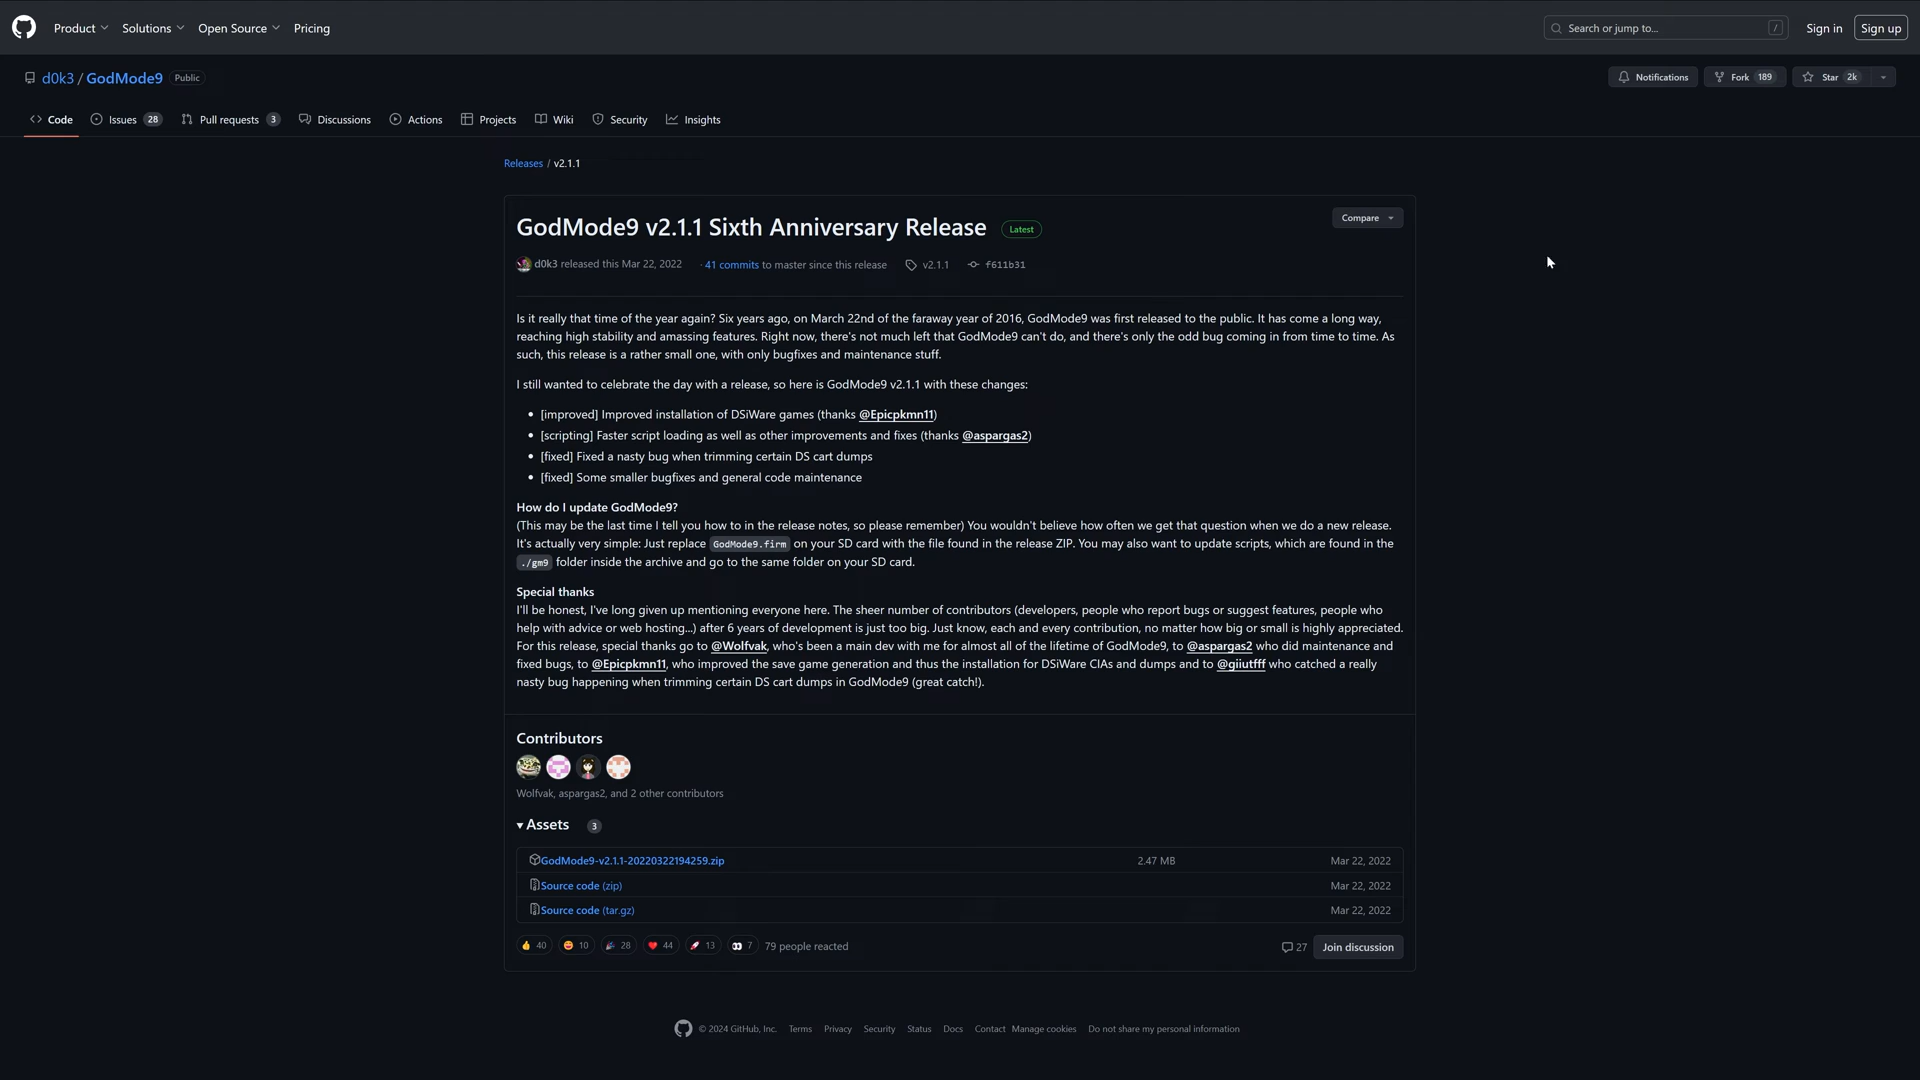 Product Solutions Open Source Pricing Search or jump to... / Sign in Sign up
d0k3 / GodMode9 Public Notifications Fork 189 Star 2k
Code Issues 28 Pull requests 3 Discussions Actions Projects Wiki Security Insights
Releases / v2.1.1
GodMode9 v2.1.1 Sixth Anniversary Release Latest Compare
d0k3 released this Mar 22, 2022 · 41 commits to master since this release v2.1.1 f611b31
Is it really that time of the year again? Six years ago, on March 22nd of the faraway year of 2016, GodMode9 was first released to the public. It has come a long way,
reaching high stability and amassing features. Right now, there's not much left that GodMode9 can't do, and there's only the odd bug coming in from time to time. As
such, this release is a rather small one, with only bugfixes and maintenance stuff.
I still wanted to celebrate the day with a release, so here is GodMode9 v2.1.1 with these changes:
• [improved] Improved installation of DSiWare games (thanks @Epicpkmn11)
• [scripting] Faster script loading as well as other improvements and fixes (thanks @aspargas2)
• [fixed] Fixed a nasty bug when trimming certain DS cart dumps
• [fixed] Some smaller bugfixes and general code maintenance
How do I update GodMode9?
(This may be the last time I tell you how to in the release notes, so please remember) You wouldn't believe how often we get that question when we do a new release.
It's actually very simple: Just replace GodMode9.firm on your SD card with the file found in the release ZIP. You may also want to update scripts, which are found in the
./gm9 folder inside the archive and go to the same folder on your SD card.
Special thanks
I'll be honest, I've long given up mentioning everyone here. The sheer number of contributors (developers, people who report bugs or suggest features, people who
help with advice or web hosting...) after 6 years of development is just too big. Just know, each and every contribution, no matter how big or small is highly appreciated.
For this release, special thanks go to @Wolfvak, who's been a main dev with me for almost all of the lifetime of GodMode9, to @aspargas2 who did maintenance and
fixed bugs, to @Epicpkmn11, who improved the save game generation and thus the installation for DSiWare CIAs and dumps and to @giiutfff who catched a really
nasty bug happening when trimming certain DS cart dumps in GodMode9 (great catch!).
Contributors
Wolfvak, aspargas2, and 2 other contributors
Assets 3
GodMode9-v2.1.1-20220322194259.zip 2.47 MB Mar 22, 2022
Source code (zip) Mar 22, 2022
Source code (tar.gz) Mar 22, 2022
40 10 28 44 13 7 79 people reacted 27 Join discussion
© 2024 GitHub, Inc. Terms Privacy Security Status Docs Contact Manage cookies Do not share my personal information